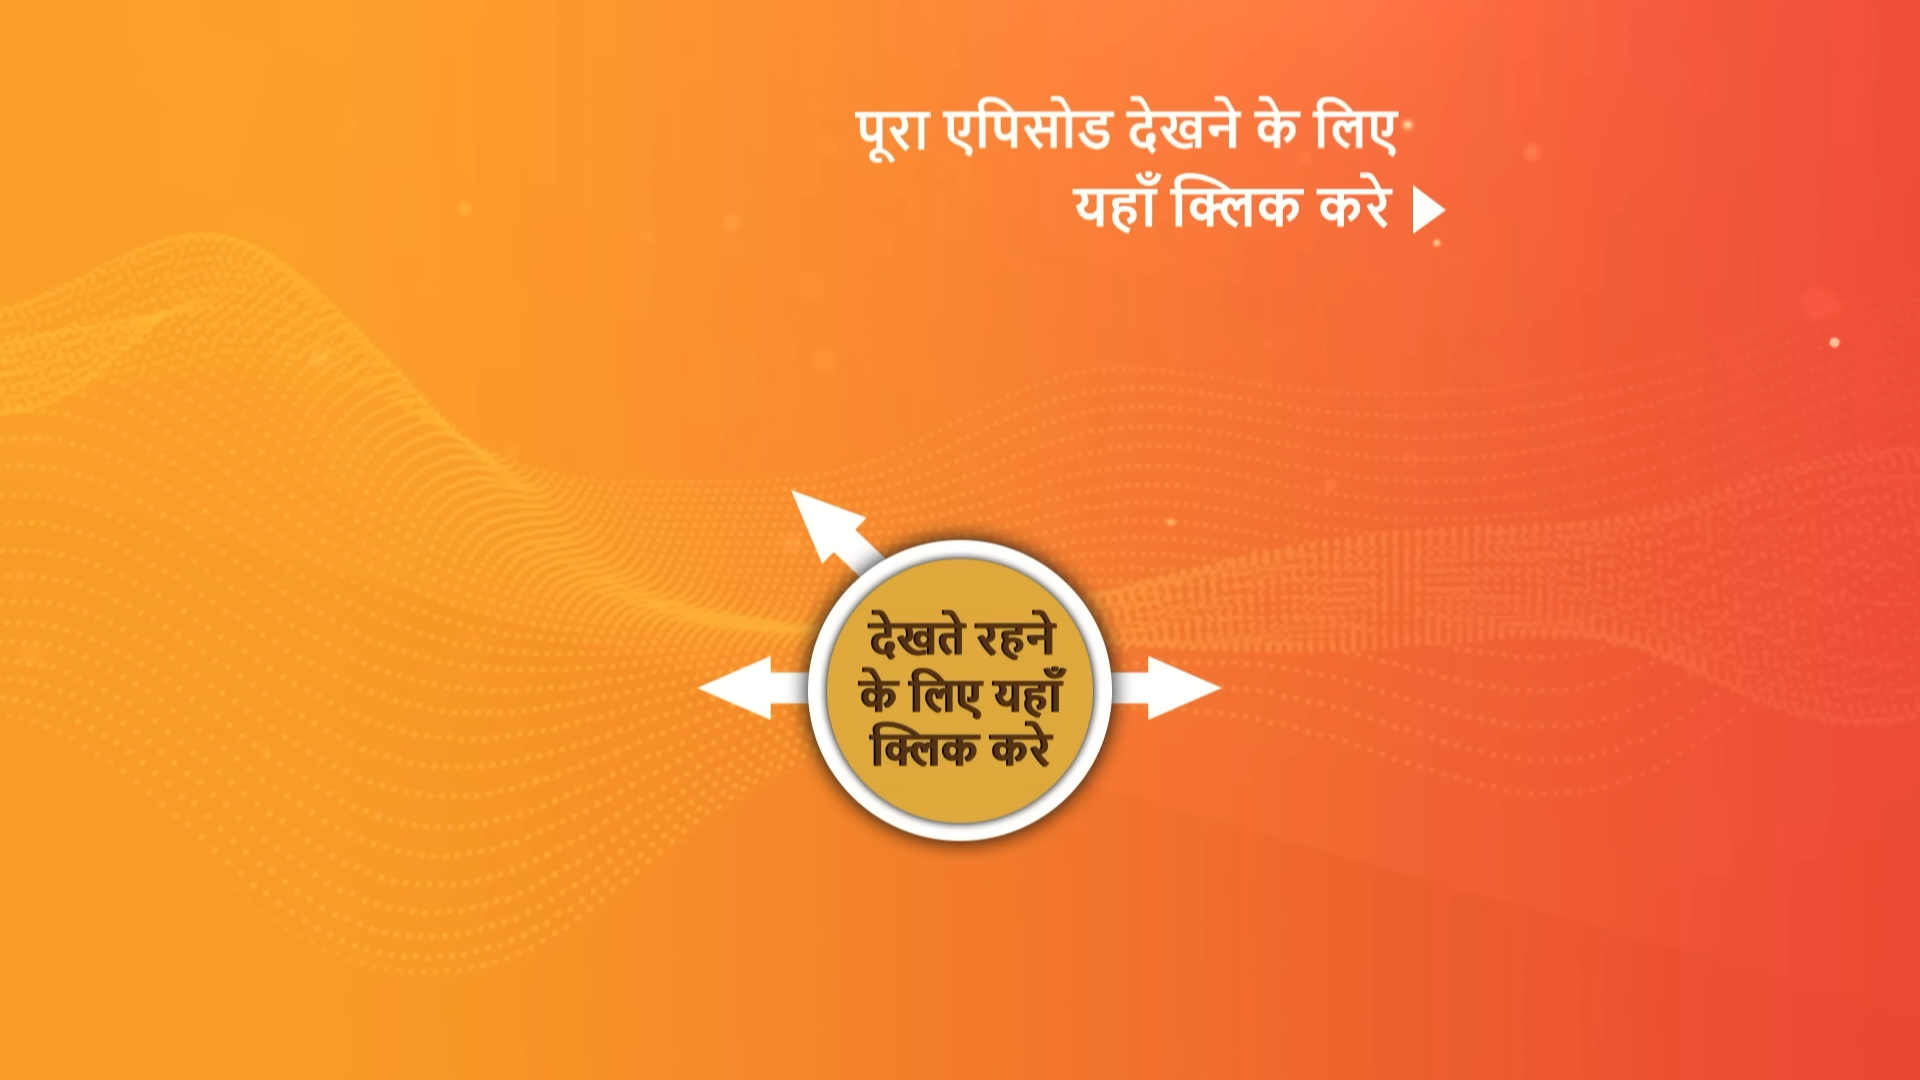 पूरा एपिसोड देखने के लिए
यहाँ क्लिक करे
देखते रहने
के लिए यहाँ
क्लिक करे